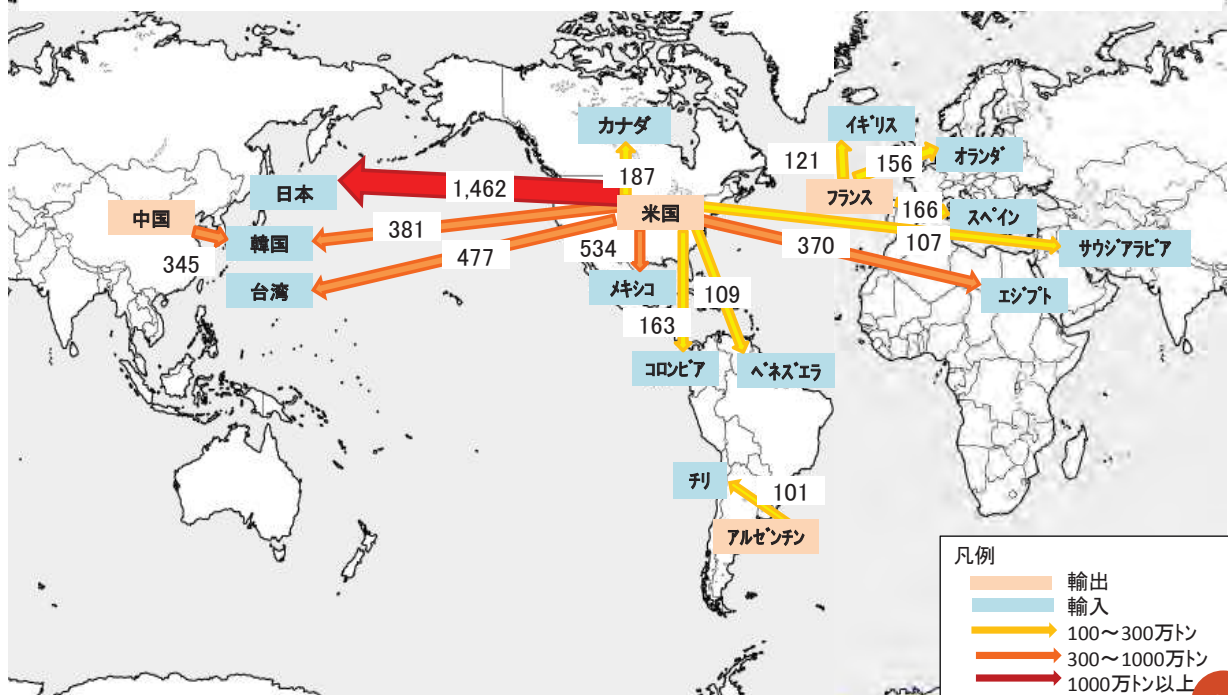 カナダ
イギリス
121
156
オランダ
日本
1,462
187
フランス
中国
米国
166
スペイン
韓国
381
534
370
107
サウジアラビア
345
台湾
477
メキシコ
109
エジプト
163
コロンビア
ベネズエラ
チリ
101
アルゼンチン
凡例
輸出
輸入
100～300万トン
300～1000万トン
1000万トン以上